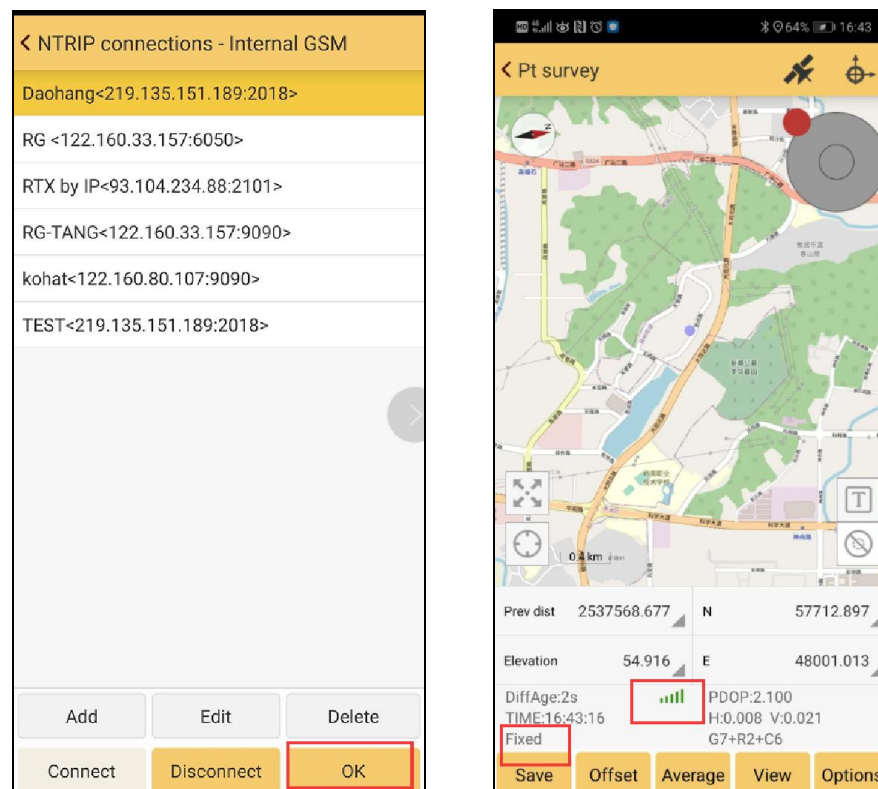 NTRIP connections - Internal GSM
Daohang<219.135.151.189:2018>
RG <122.160.33.157:6050>
RTX by IP<93.104.234.88:2101>
RG-TANG<122.160.33.157:9090>
kohat<122.160.80.107:9090>
TEST<219.135.151.189:2018>
Add Edit Delete
Connect Disconnect OK
HD 64% 16:43
Pt survey
0.4 km
T
Prev dist 2537568.677 N 57712.897
Elevation 54.916 E 48001.013
DiffAge:2s PDOP:2.100
TIME:16:43:16 H:0.008 V:0.021
Fixed G7+R2+C6
Save Offset Average View Options